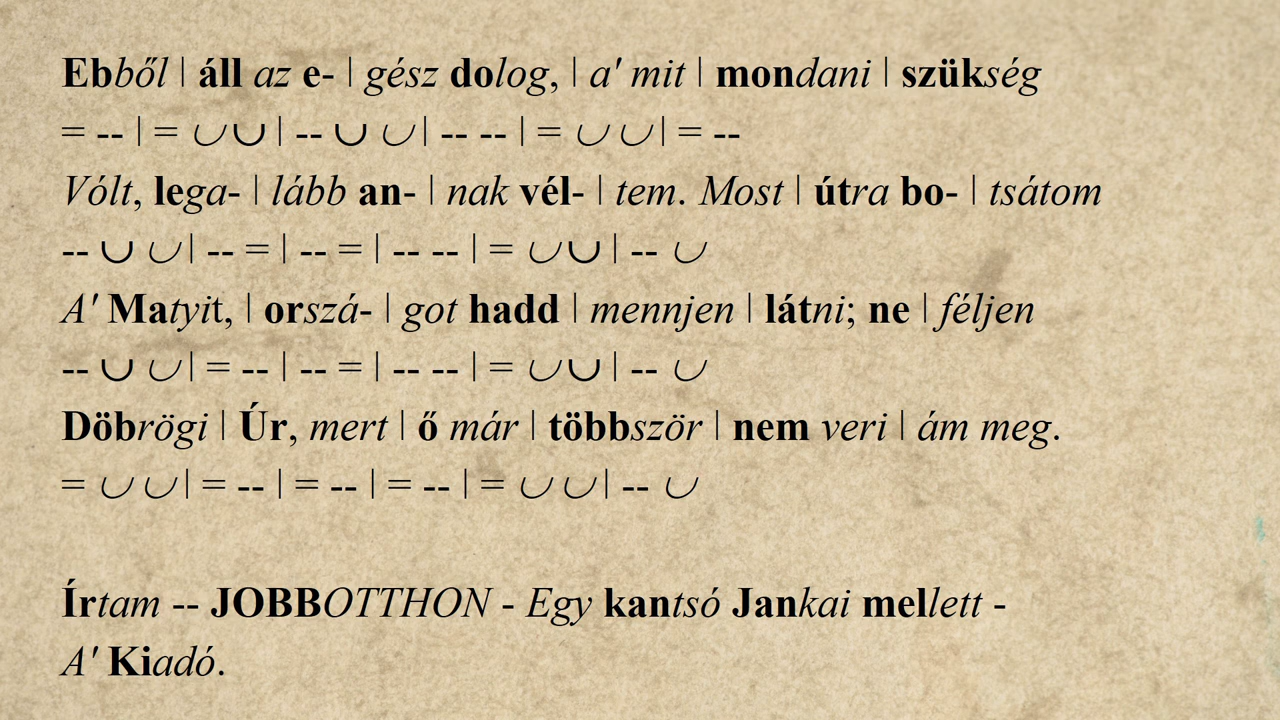 Ebből | áll az e- | gész dolog, | a' mit | mondani | szükség
= -- | = ∪ ∪ | -- ∪ ∪ | -- -- | = ∪ ∪ | = --
Vólt, lega- | lább an- | nak vél- | tem. Most | útra bo- | tsátom
-- ∪ ∪ | -- = | -- = | -- -- | = ∪ ∪ | -- ∪
A' Matyit, | orszá- | got hadd | mennjen | látni; ne | féljen
-- ∪ ∪ | = -- | -- = | -- -- | = ∪ ∪ | -- ∪
Döbrögi | Úr, mert | ő már | többször | nem veri | ám meg.
= ∪ ∪ | = -- | = -- | = -- | = ∪ ∪ | -- ∪
Írtam -- JOBBOTTHON - Egy kantsó Jankai mellett -
A' Kiadó.